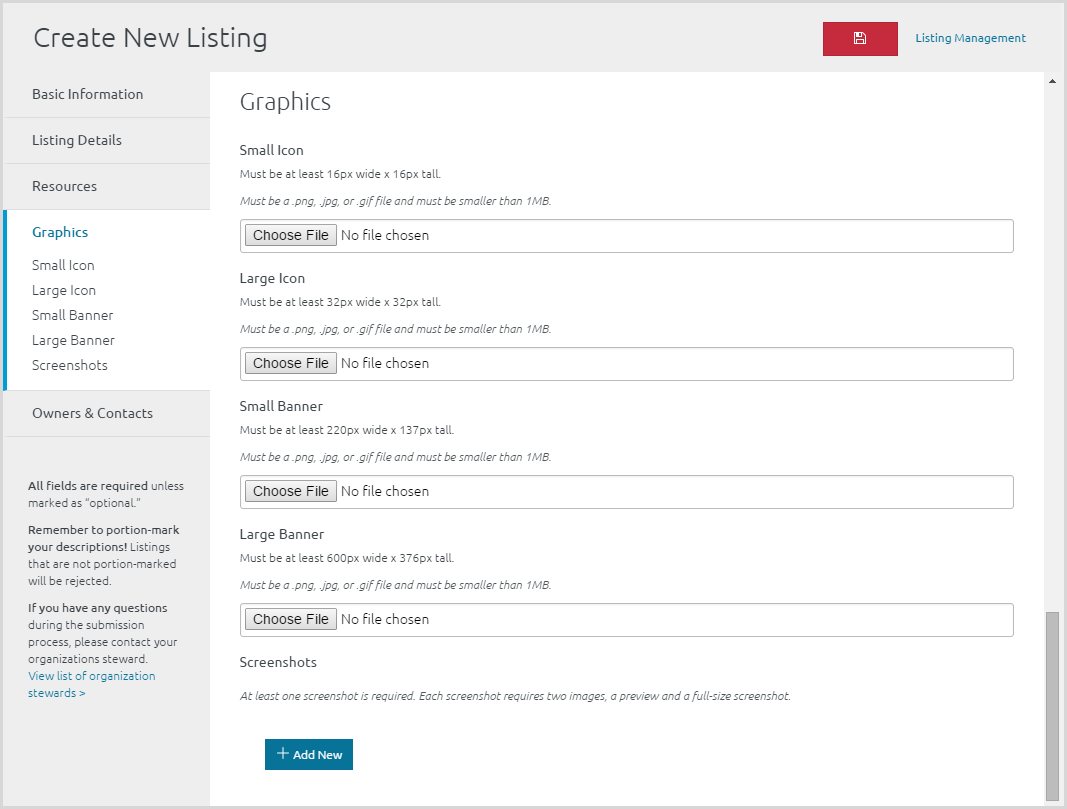 Create New Listing
Listing Management
Basic Information
Listing Details
Resources
Graphics
Small Icon
Large Icon
Small Banner
Large Banner
Screenshots
Owners & Contacts
All fields are required unless
marked as “optional.”
Remember to portion-mark
your descriptions! Listings
that are not portion-marked
will be rejected.
If you have any questions
during the submission
process, please contact your
organizations steward.
View list of organization
stewards >
Graphics
Small Icon
Must be at least 16px wide x 16px tall.
Must be a .png, .jpg, or .gif file and must be smaller than 1MB.
Choose File No file chosen
Large Icon
Must be at least 32px wide x 32px tall.
Must be a .png, .jpg, or .gif file and must be smaller than 1MB.
Choose File No file chosen
Small Banner
Must be at least 220px wide x 137px tall.
Must be a .png, .jpg, or .gif file and must be smaller than 1MB.
Choose File No file chosen
Large Banner
Must be at least 600px wide x 376px tall.
Must be a .png, .jpg, or .gif file and must be smaller than 1MB.
Choose File No file chosen
Screenshots
At least one screenshot is required. Each screenshot requires two images, a preview and a full-size screenshot.
+ Add New